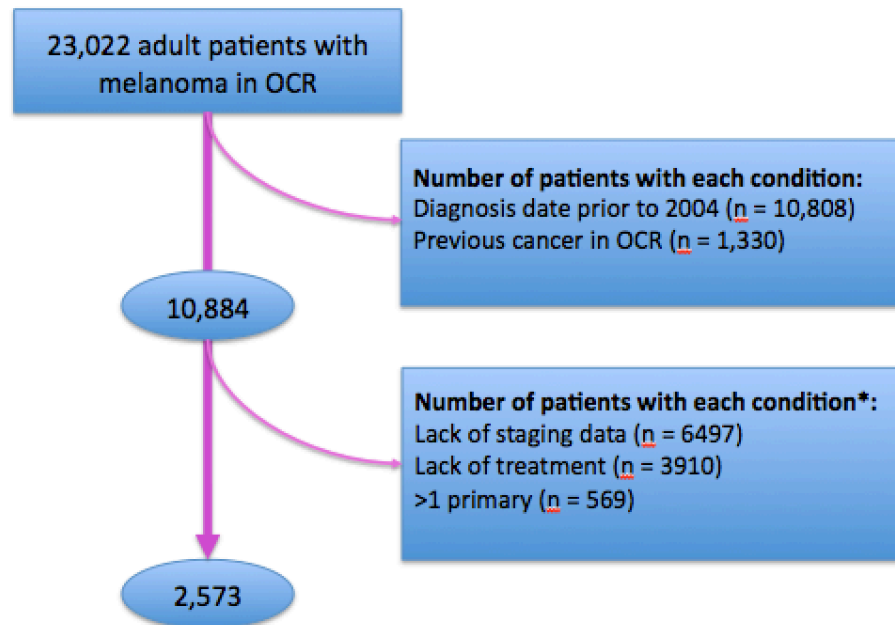 23,022 adult patients with
melanoma in OCR
Number of patients with each condition:
Diagnosis date prior to 2004 (n = 10,808)
Previous cancer in OCR (n = 1,330)
10,884
Number of patients with each condition*:
Lack of staging data (n = 6497)
Lack of treatment (n = 3910)
>1 primary (n = 569)
2,573